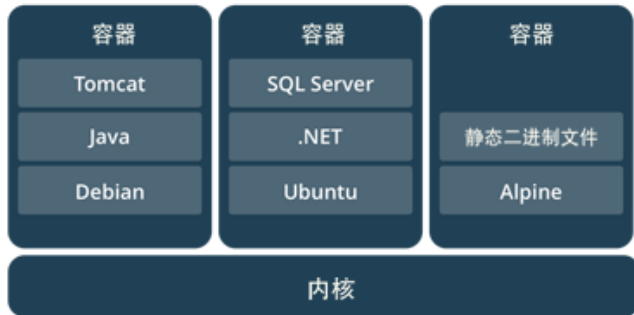 容器
Tomcat
Java
Debian
容器
SQL Server
.NET
Ubuntu
容器
静态二进制文件
Alpine
内核